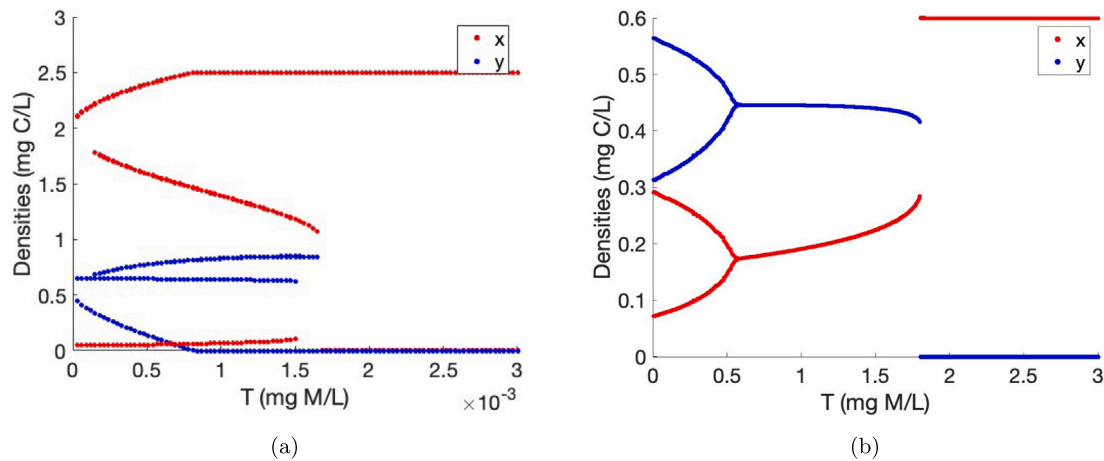 3
2.5
2
1.5
1
0.5
0
Densities (mg C/L)
x
y
0 0.5 1 1.5 2 2.5 3
T (mg M/L)
×10⁻³
(a)
0.6
0.5
0.4
0.3
0.2
0.1
0
Densities (mg C/L)
x
y
0 0.5 1 1.5 2 2.5 3
T (mg M/L)
(b)